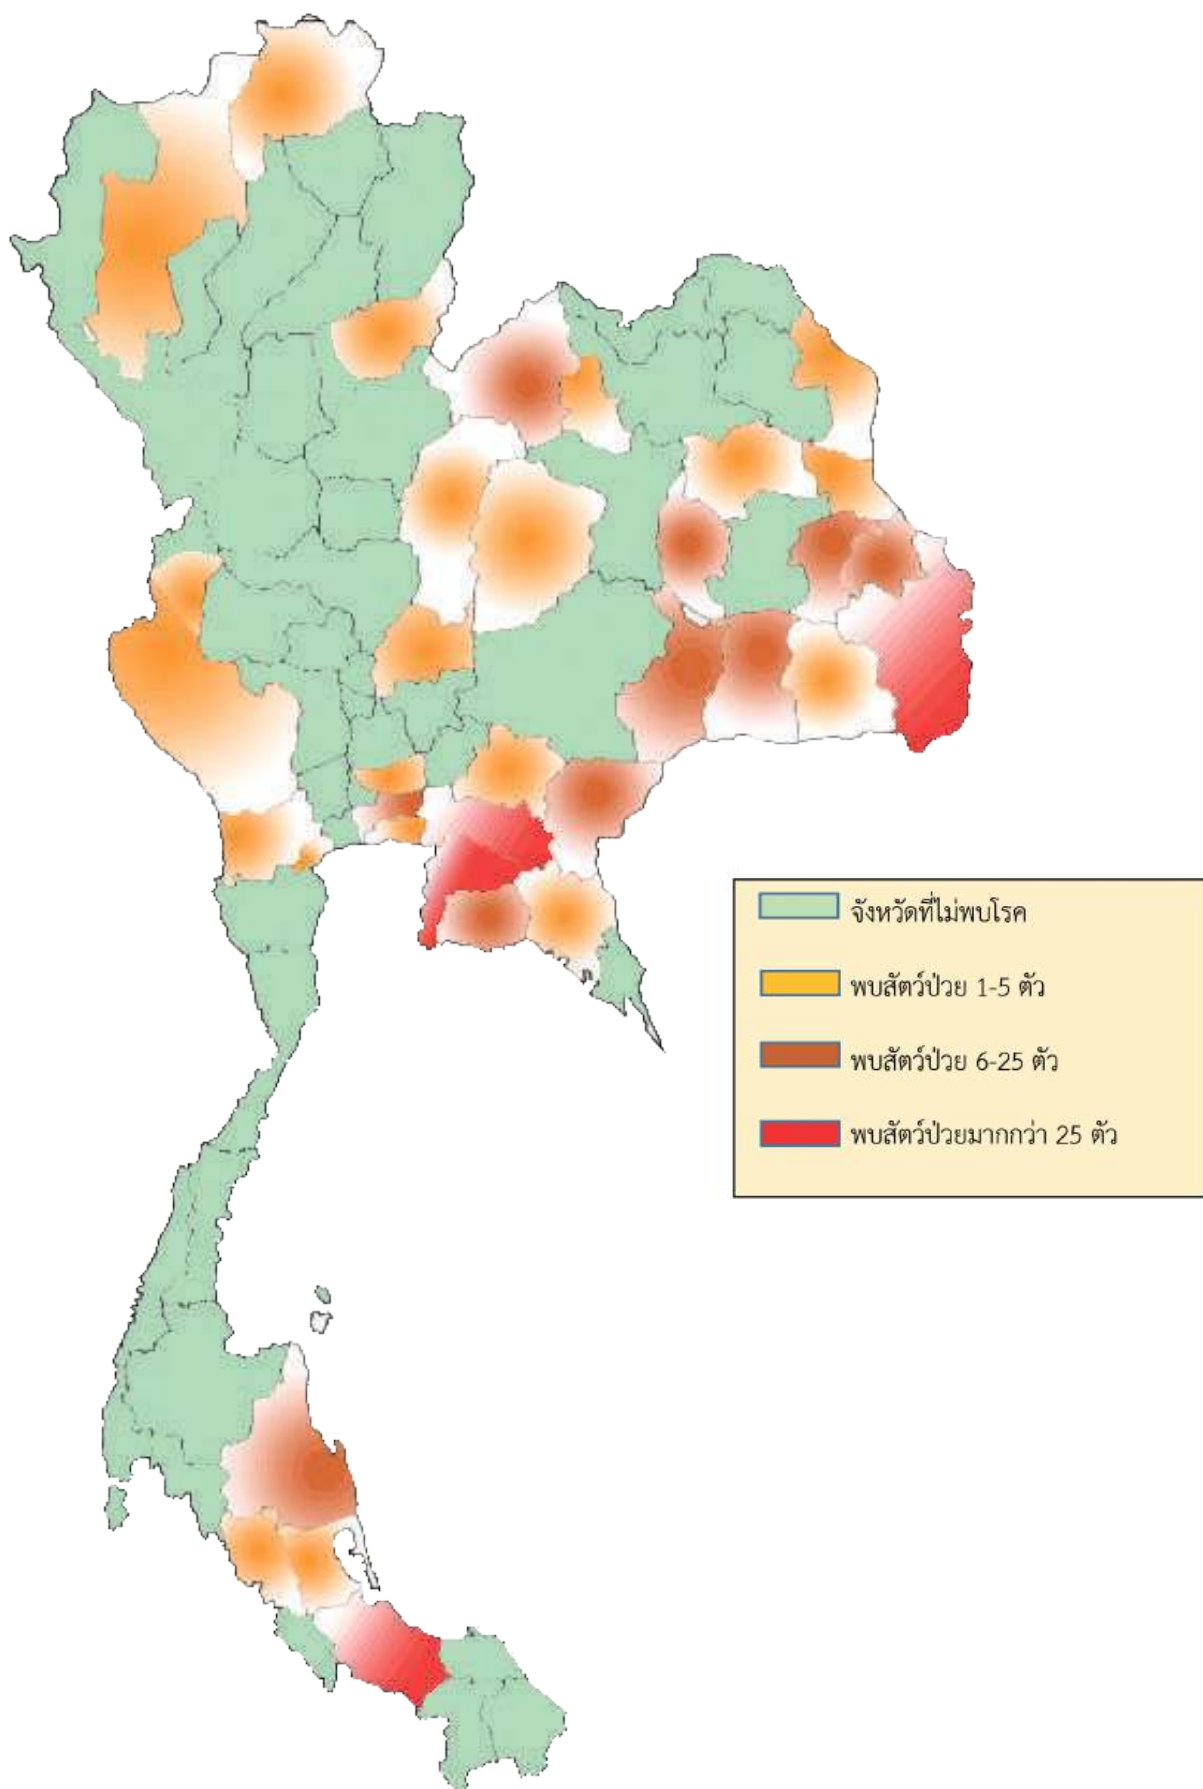 จังหวัดที่ไม่พบโรค
พบสัตว์ป่วย 1-5 ตัว
พบสัตว์ป่วย 6-25 ตัว
พบสัตว์ป่วยมากกว่า 25 ตัว